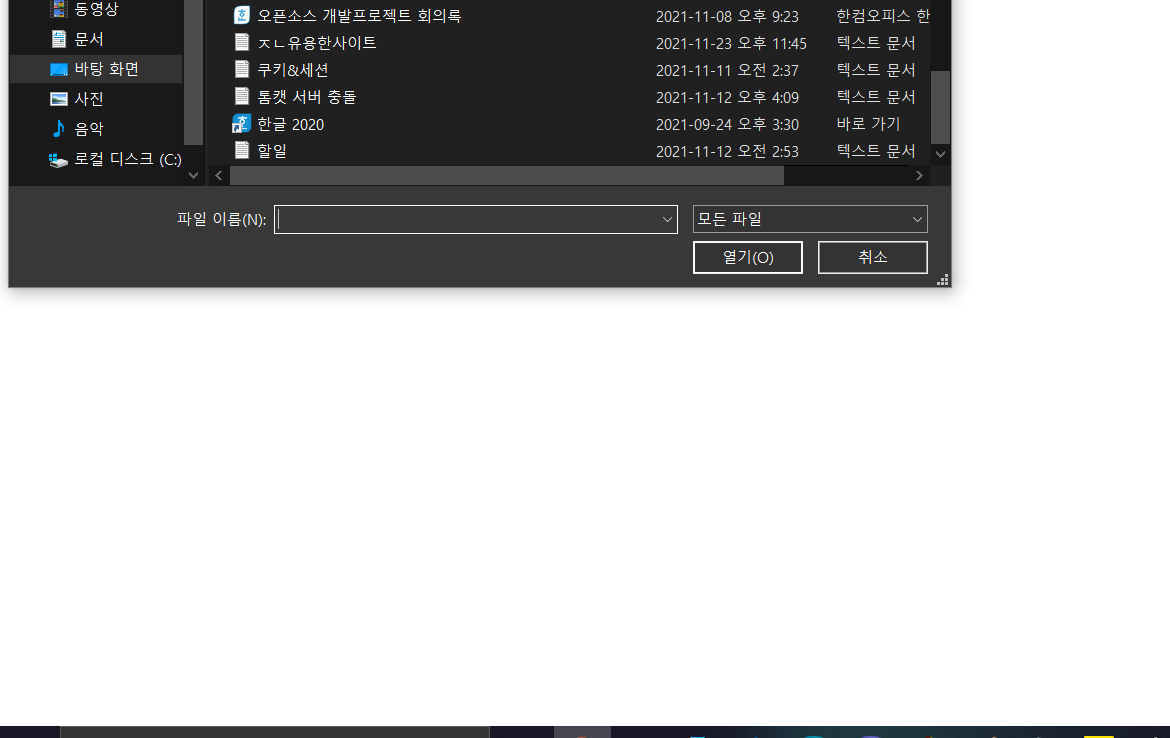 동영상
문서
바탕 화면
사진
음악
로컬 디스크 (C:)
오픈소스 개발프로젝트 회의록 2021-11-08 오후 9:23 한컴오피스 한
ㅈㄴ유용한사이트 2021-11-23 오후 11:45 텍스트 문서
쿠키&세션 2021-11-11 오전 2:37 텍스트 문서
톰캣 서버 충돌 2021-11-12 오후 4:09 텍스트 문서
한글 2020 2021-09-24 오후 3:30 바로 가기
할일 2021-11-12 오전 2:53 텍스트 문서
파일 이름(N): 모든 파일
열기(O) 취소